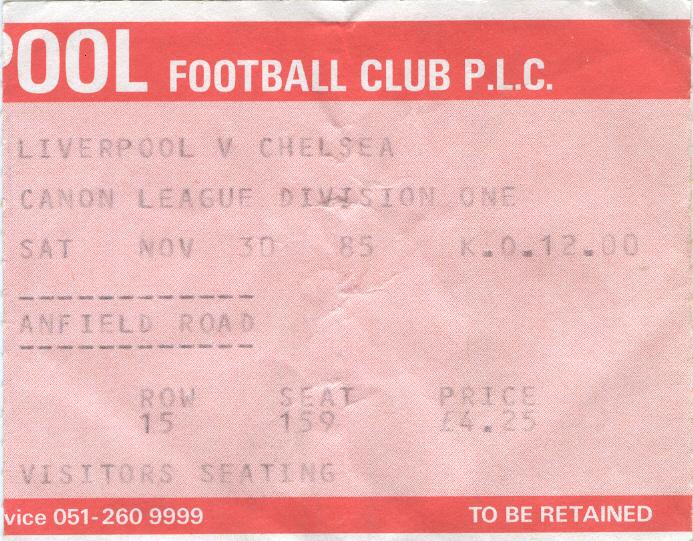 POOL FOOTBALL CLUB P.L.C.
LIVERPOOL V CHELSEA
CANON LEAGUE DIVISION ONE
SAT NOV 30 85 K.O.12.00
ANFIELD ROAD
ROW SEAT PRICE
15 159 £4.25
VISITORS SEATING
vice 051-260 9999 TO BE RETAINED